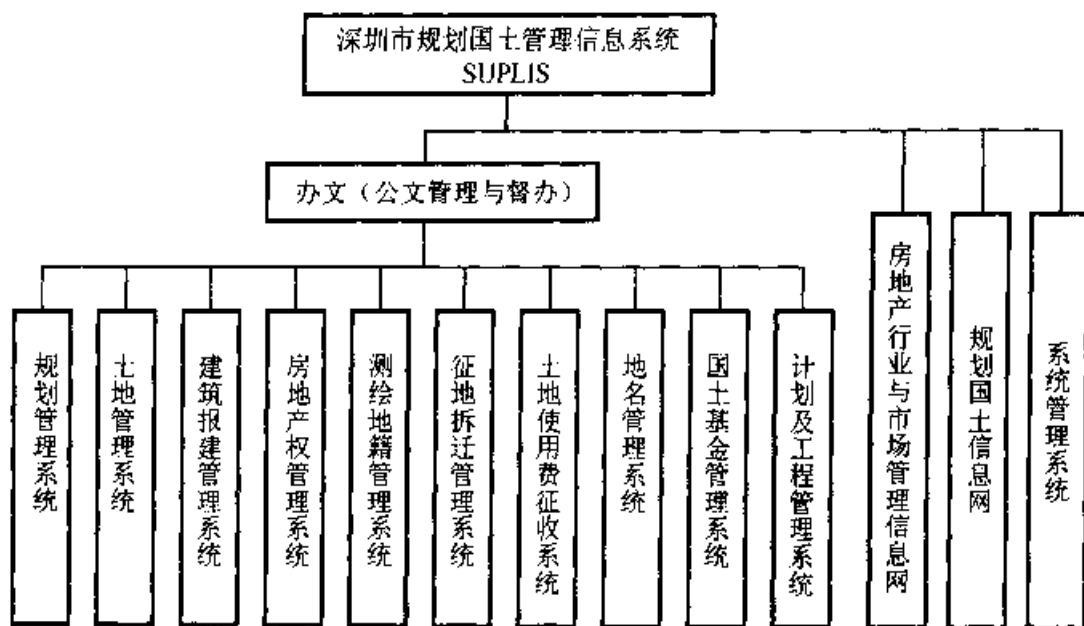 深圳市规划国土管理信息系统
SUPLIS
办文（公文管理与督办）
规划管理系统
土地管理系统
建筑报建管理系统
房地产权管理系统
测绘地籍管理系统
征地拆迁管理系统
土地使用费征收系统
地名管理系统
国土基金管理系统
计划及工程管理系统
房地产行业与市场管理信息网
规划国土信息网
系统管理系统